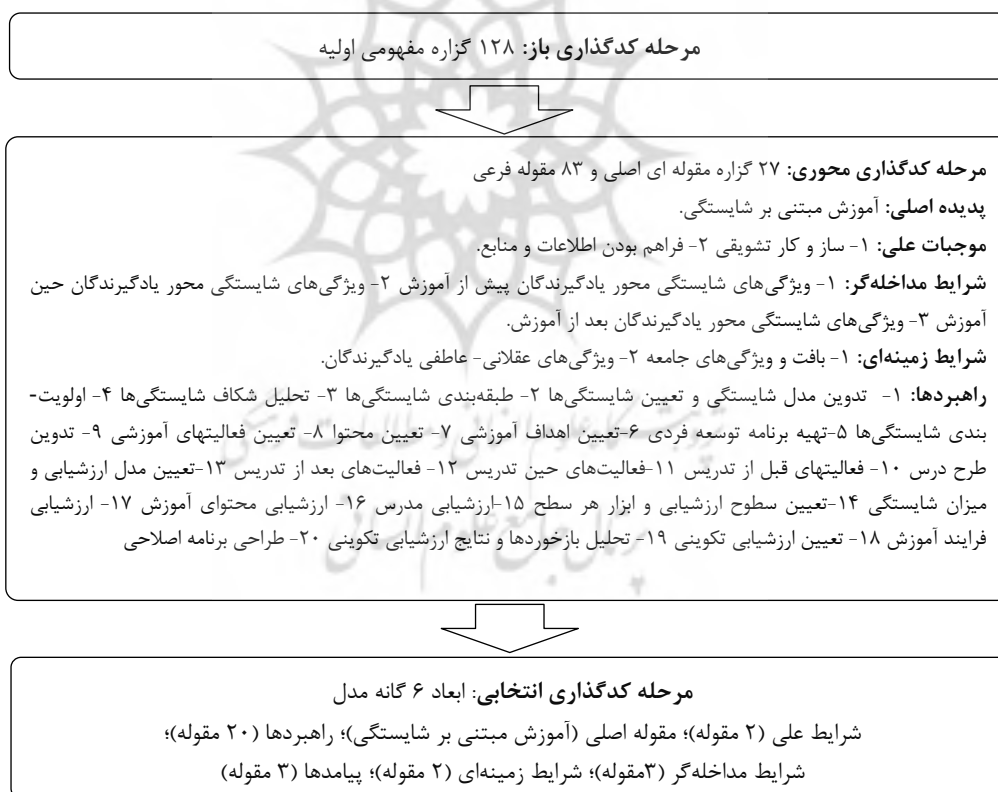 مرحله کدگذاری باز: ۱۲۸ گزاره مفهومی اولیه
مرحله کدگذاری محوری: ۲۷ گزاره مقوله ای اصلی و ۸۳ مقوله فرعی
پدیده اصلی: آموزش مبتنی بر شایستگی.
موجبات علی: ۱- ساز و کار تشویقی ۲- فراهم بودن اطلاعات و منابع.
شرایط مداخله‌گر: ۱- ویژگی‌های شایستگی محور یادگیرندگان پیش از آموزش ۲- ویژگی‌های شایستگی محور یادگیرندگان حین
آموزش ۳- ویژگی‌های شایستگی محور یادگیرندگان بعد از آموزش.
شرایط زمینه‌ای: ۱- بافت و ویژگی‌های جامعه ۲- ویژگی‌های عقلانی- عاطفی یادگیرندگان.
راهبردها: ۱- تدوین مدل شایستگی و تعیین شایستگی‌ها ۲- طبقه‌بندی شایستگی‌ها ۳- تحلیل شکاف شایستگی‌ها ۴- اولویت-
بندی شایستگی‌ها ۵-تهیه برنامه توسعه فردی ۶-تعیین اهداف آموزشی ۷- تعیین محتوا ۸- تعیین فعالیتهای آموزشی ۹- تدوین
طرح درس ۱۰- فعالیتهای قبل از تدریس ۱۱-فعالیت‌های حین تدریس ۱۲- فعالیت‌های بعد از تدریس ۱۳-تعیین مدل ارزشیابی و
میزان شایستگی ۱۴-تعیین سطوح ارزشیابی و ابزار هر سطح ۱۵-ارزشیابی مدرس ۱۶- ارزشیابی محتوای آموزش ۱۷- ارزشیابی
فرایند آموزش ۱۸- تعیین ارزشیابی تکوینی ۱۹- تحلیل بازخوردها و نتایج ارزشیابی تکوینی ۲۰- طراحی برنامه اصلاحی
پژوهشگاه علوم انسانی و مطالعات فرهنگی
پرتال جامع علوم انسانی
مرحله کدگذاری انتخابی: ابعاد ۶ گانه مدل
شرایط علی (۲ مقوله)؛ مقوله اصلی (آموزش مبتنی بر شایستگی)؛ راهبردها (۲۰ مقوله)؛
شرایط مداخله‌گر (۳مقوله)؛ شرایط زمینه‌ای (۲ مقوله)؛ پیامدها (۳ مقوله)